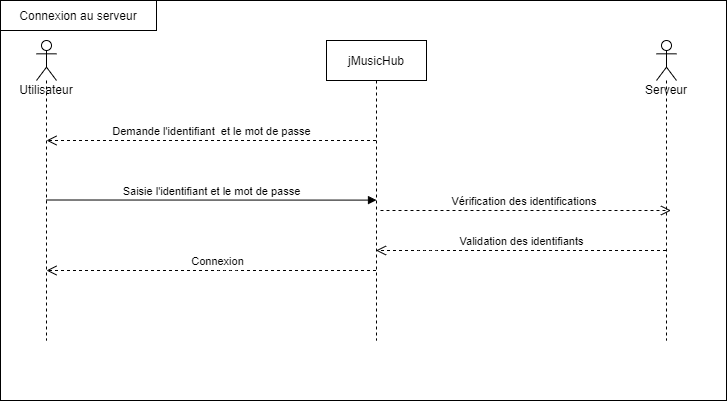 Connexion au serveur
jMusicHub
Utilisateur
Serveur
Demande l'identifiant et le mot de passe
Saisie l'identifiant et le mot de passe
Vérification des identifications
Validation des identifiants
Connexion